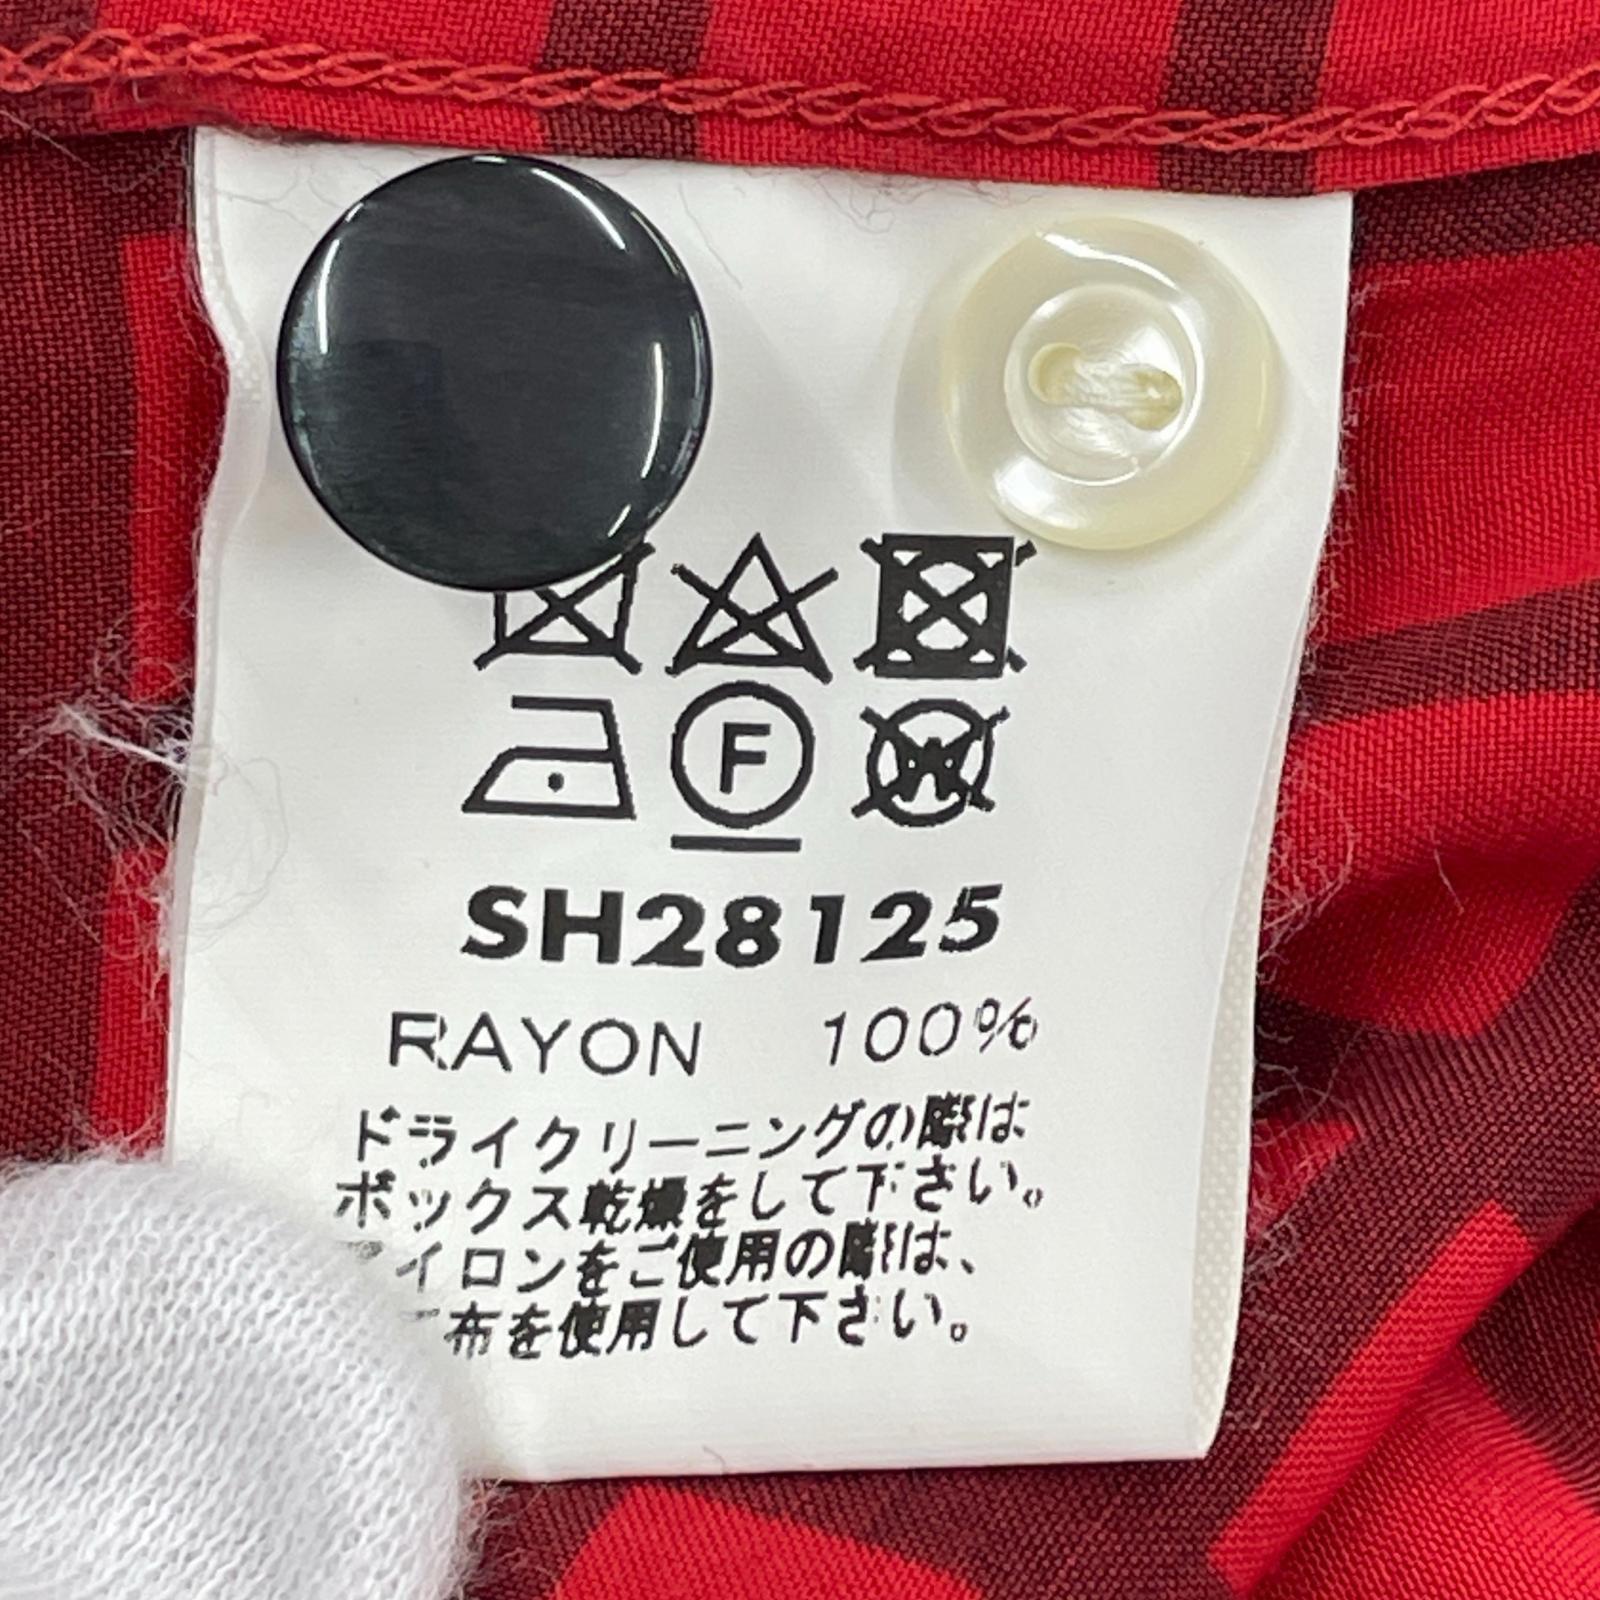 F
W
SH28125
RAYON 100%
ドライクリーニングの際は
ボックス乾燥をして下さい。
イロンをご使用の際は、
布を使用して下さい。